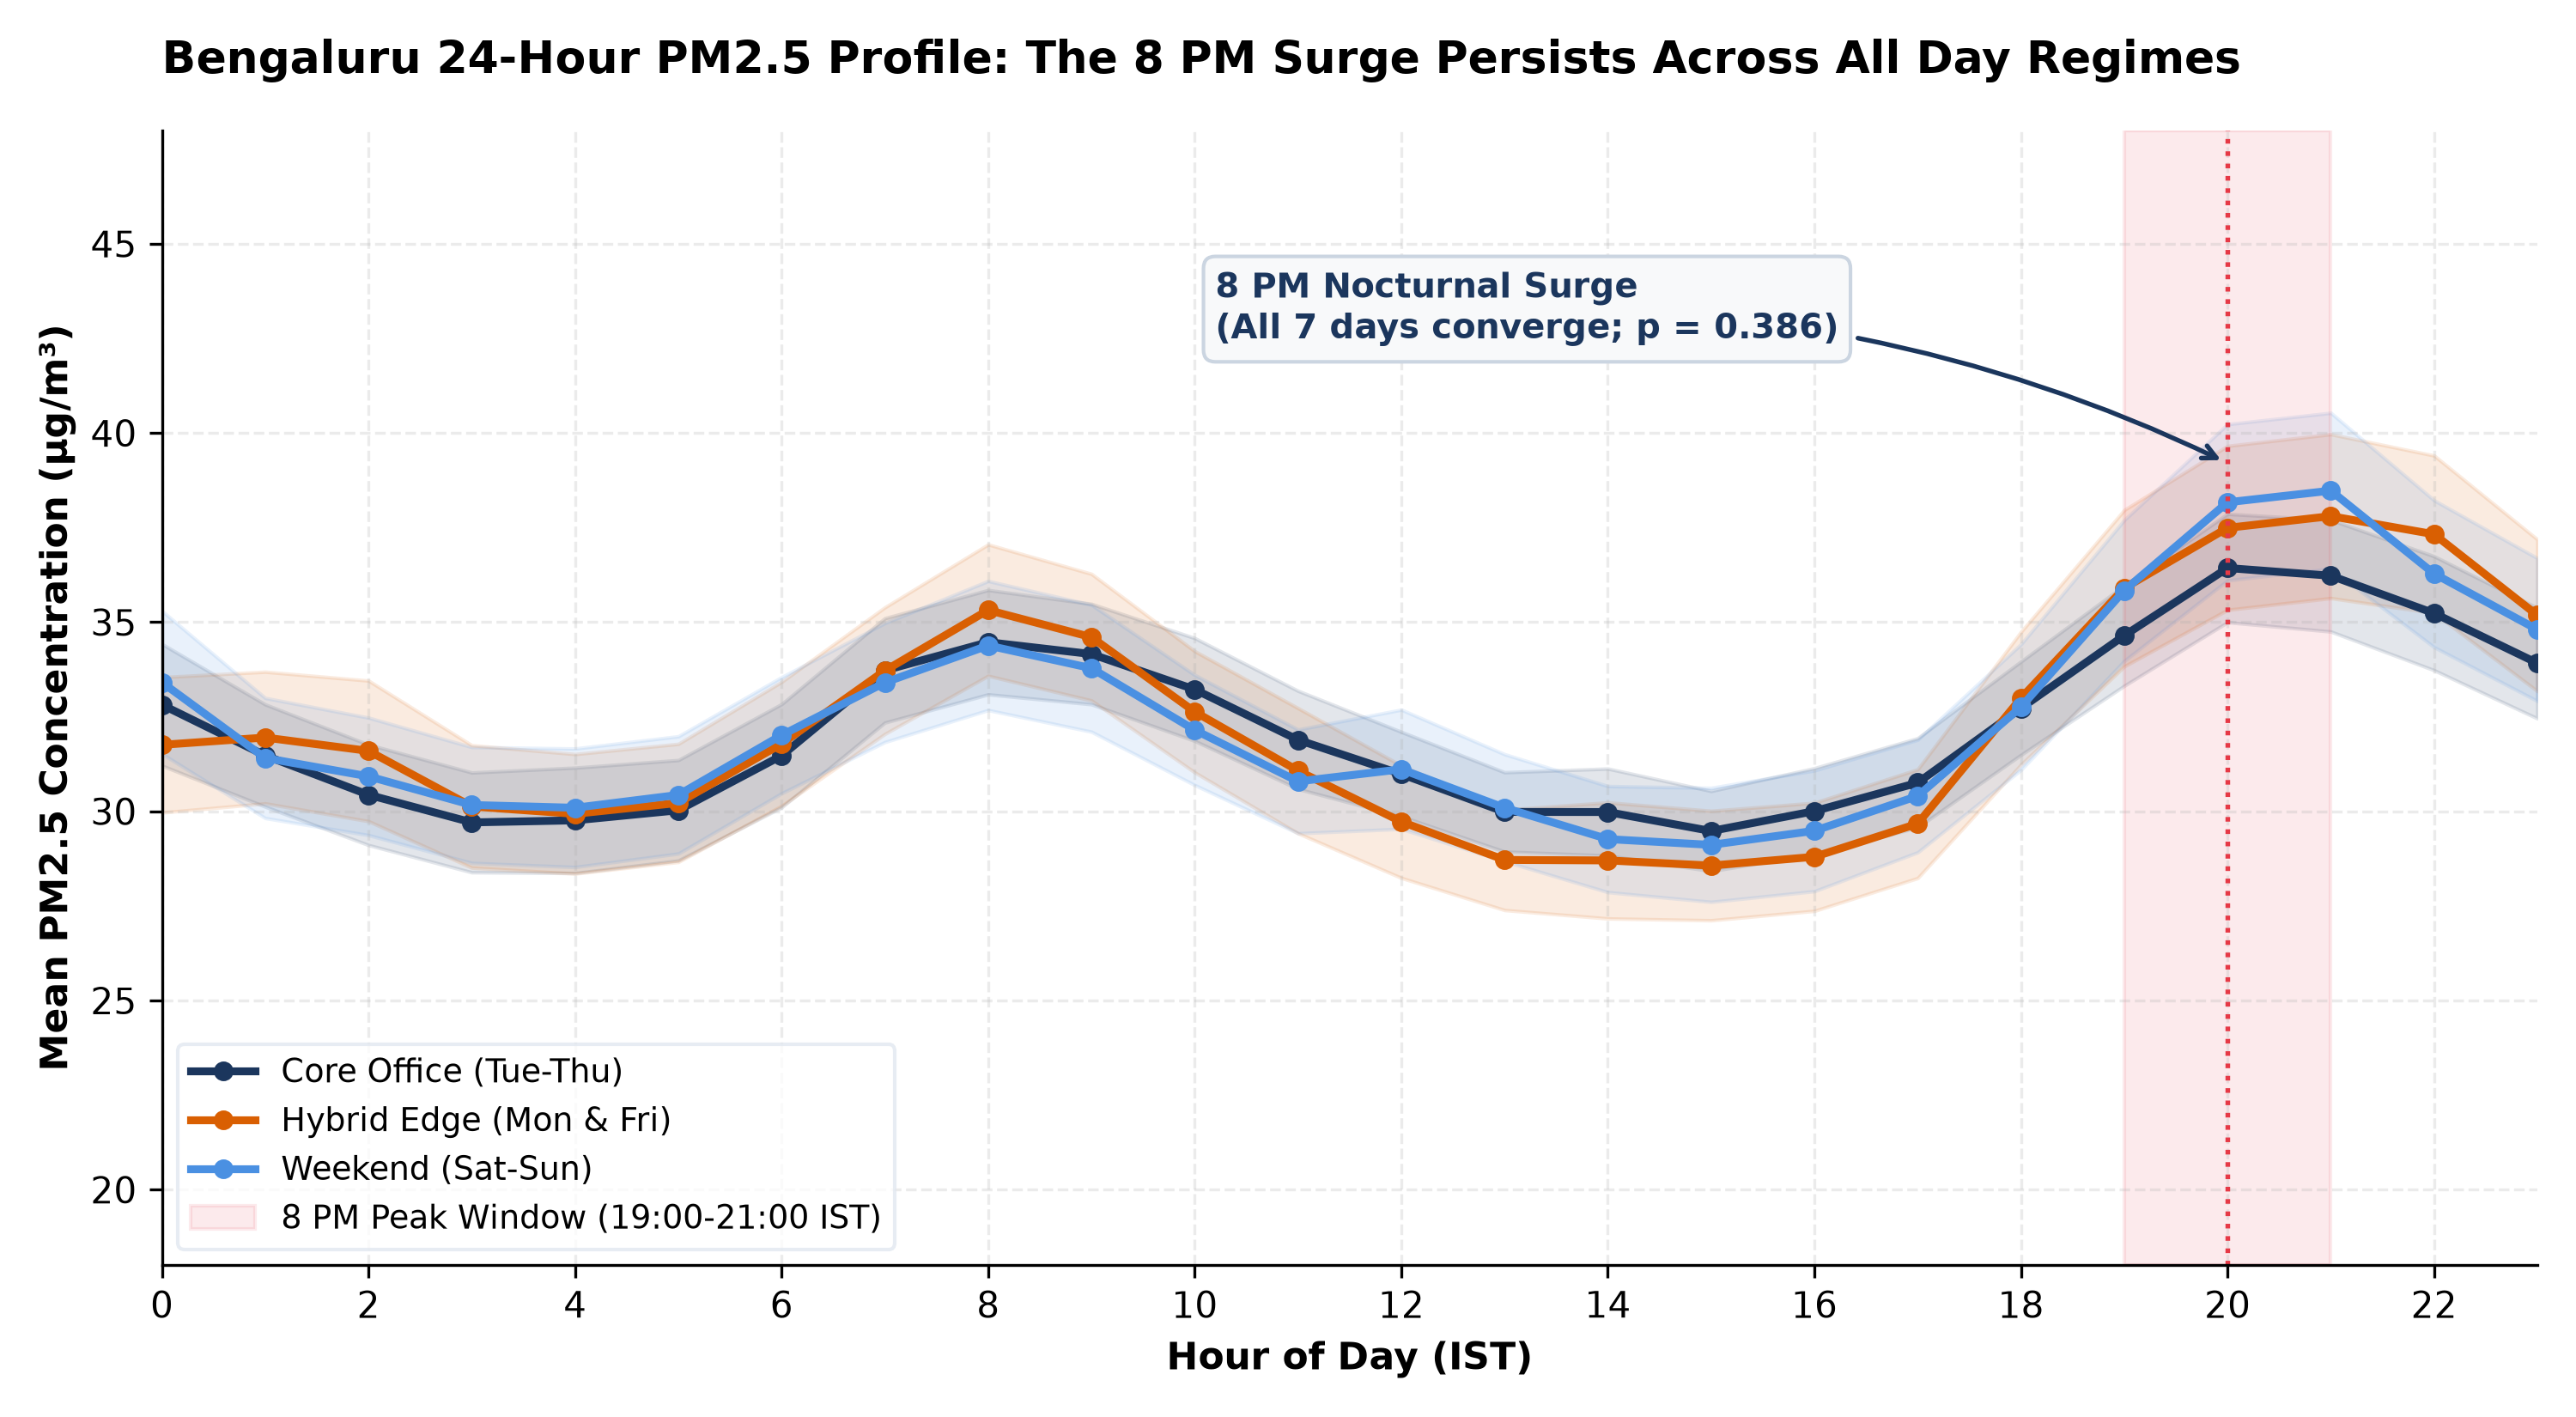 Bengaluru 24-Hour PM2.5 Profile: The 8 PM Surge Persists Across All Day Regimes
Mean PM2.5 Concentration (μg/m³)
45
40
35
30
25
20
8 PM Nocturnal Surge
(All 7 days converge; p = 0.386)
Core Office (Tue-Thu)
Hybrid Edge (Mon & Fri)
Weekend (Sat-Sun)
8 PM Peak Window (19:00-21:00 IST)
0 2 4 6 8 10 12 14 16 18 20 22
Hour of Day (IST)